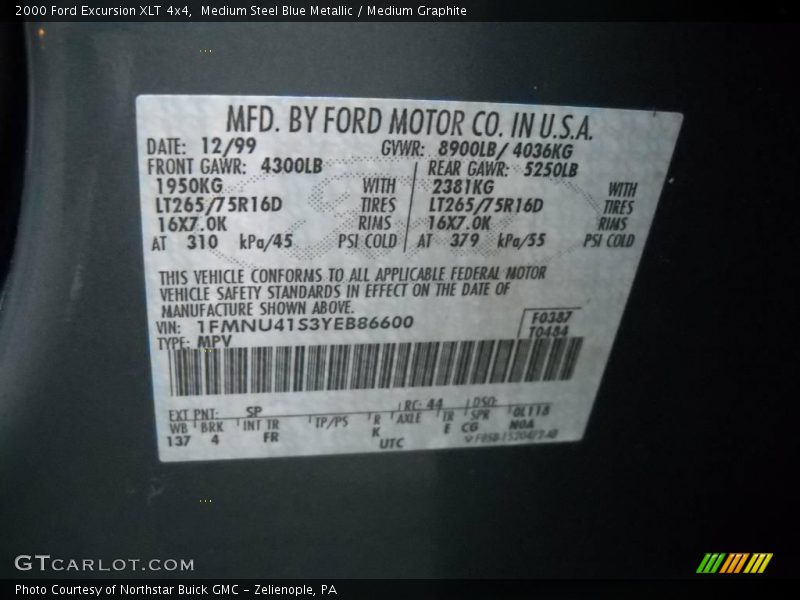 2000 Ford Excursion XLT 4x4,  Medium Steel Blue Metallic / Medium Graphite
MFD. BY FORD MOTOR CO. IN U.S.A.
DATE: 12/99 GVWR: 8900LB/ 4036KG
FRONT GAWR: 4300LB REAR GAWR: 5250LB
1950KG WITH 2381KG WITH
LT265/75R16D TIRES LT265/75R16D TIRES
16X7.0K RIMS 16X7.0K RIMS
AT 310 kPa/45 PSI COLD AT 379 kPa/55 PSI COLD
THIS VEHICLE CONFORMS TO ALL APPLICABLE FEDERAL MOTOR
VEHICLE SAFETY STANDARDS IN EFFECT ON THE DATE OF
MANUFACTURE SHOWN ABOVE.
VIN: 1FMNU41S3YEB86600 F0387
TYPE: MPV T0484
EXT PNT: SP RC: 44 DSO:
WB BRK INT TR TP/PS R AXLE TR SPR 0L118
137 4 FR K E CG NOA
UTC
GTCARLOT.COM
Photo Courtesy of Northstar Buick GMC - Zelienople, PA